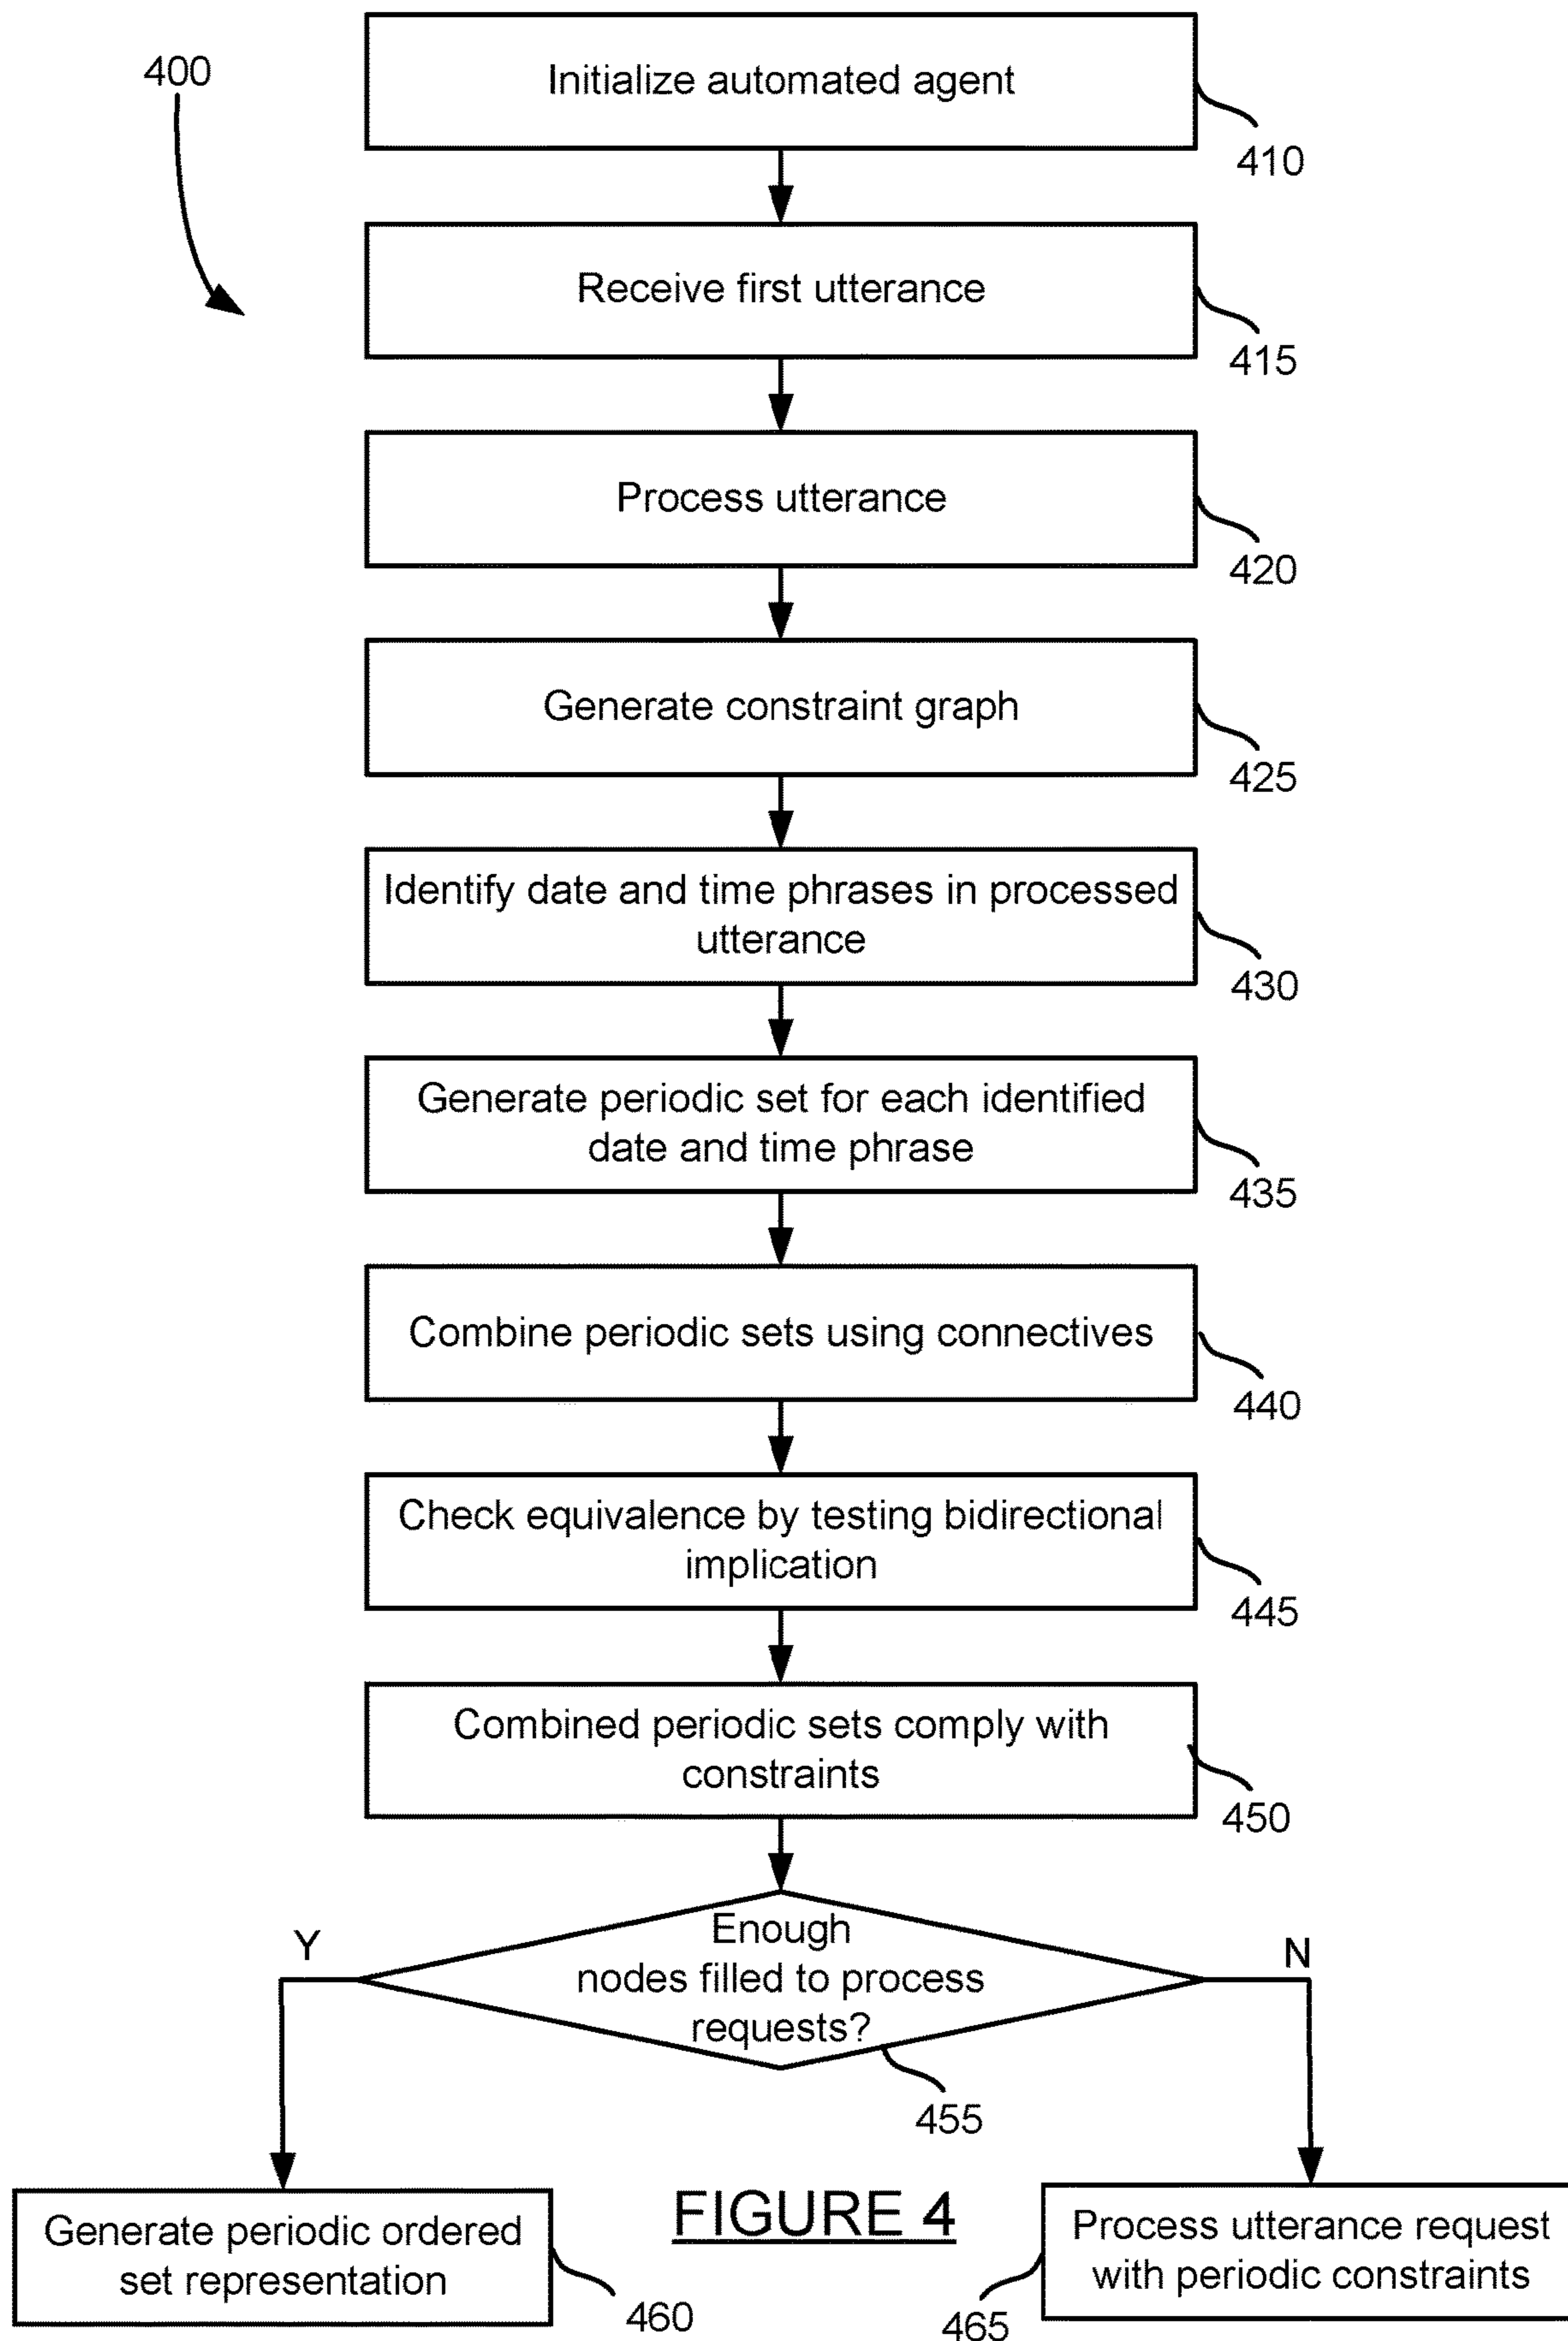 400
Initialize automated agent
410
Receive first utterance
415
Process utterance
420
Generate constraint graph
425
Identify date and time phrases in processed
utterance
430
Generate periodic set for each identified
date and time phrase
435
Combine periodic sets using connectives
440
Check equivalence by testing bidirectional
implication
445
Combined periodic sets comply with
constraints
450
Y
Enough
nodes filled to process
requests?
N
455
Generate periodic ordered
set representation
460
FIGURE 4
Process utterance request
with periodic constraints
465